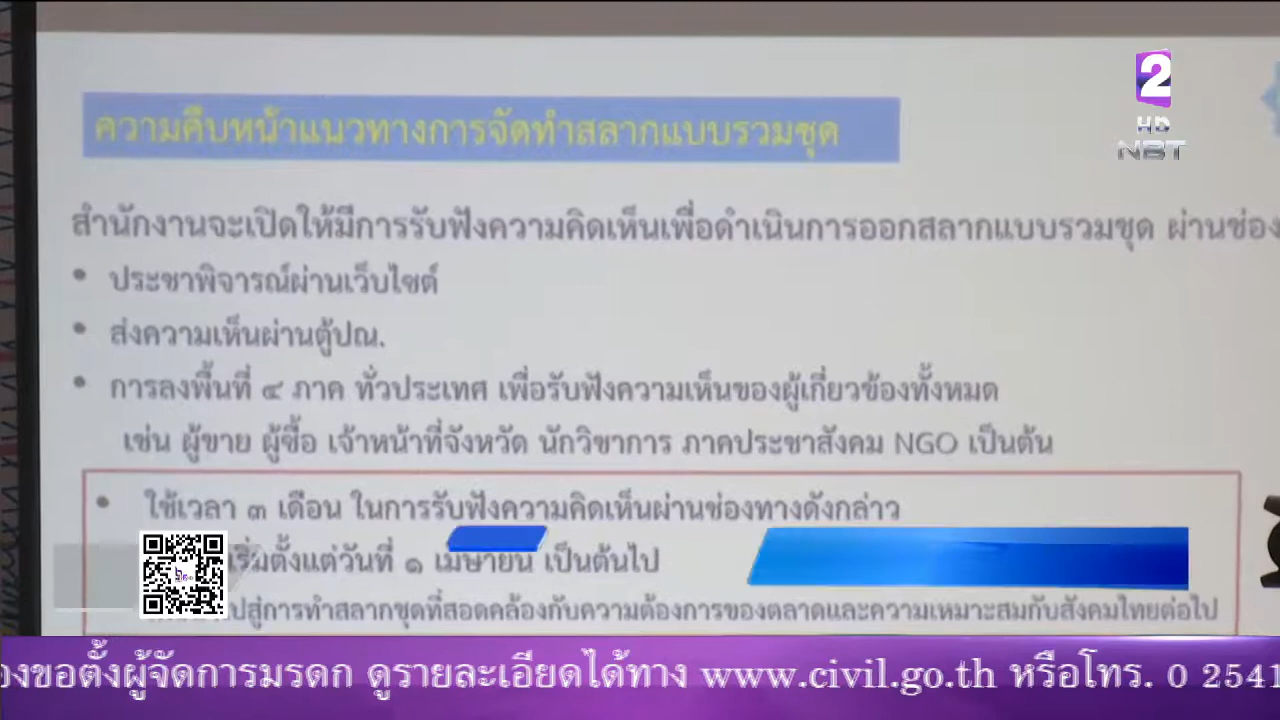 2
HD
NBT
ความคืบหน้าแนวทางการจัดทำสลากแบบรวมชุด
สำนักงานจะเปิดให้มีการรับฟังความคิดเห็นเพื่อดำเนินการออกสลากแบบรวมชุด ผ่านช่อง
• ประชาพิจารณ์ผ่านเว็บไซต์
• ส่งความเห็นผ่านตู้ปณ.
• การลงพื้นที่ ๔ ภาค ทั่วประเทศ เพื่อรับฟังความเห็นของผู้เกี่ยวข้องทั้งหมด
เช่น ผู้ขาย ผู้ซื้อ เจ้าหน้าที่จังหวัด นักวิชาการ ภาคประชาสังคม NGO เป็นต้น
• ใช้เวลา ๓ เดือน ในการรับฟังความคิดเห็นผ่านช่องทางดังกล่าว
เริ่มตั้งแต่วันที่ ๑ เมษายน เป็นต้นไป
ปสู่การทำสลากชุดที่สอดคล้องกับความต้องการของตลาดและความเหมาะสมกับสังคมไทยต่อไป
องขอตั้งผู้จัดการมรดก ดูรายละเอียดได้ทาง www.civil.go.th หรือโทร. 0 2541